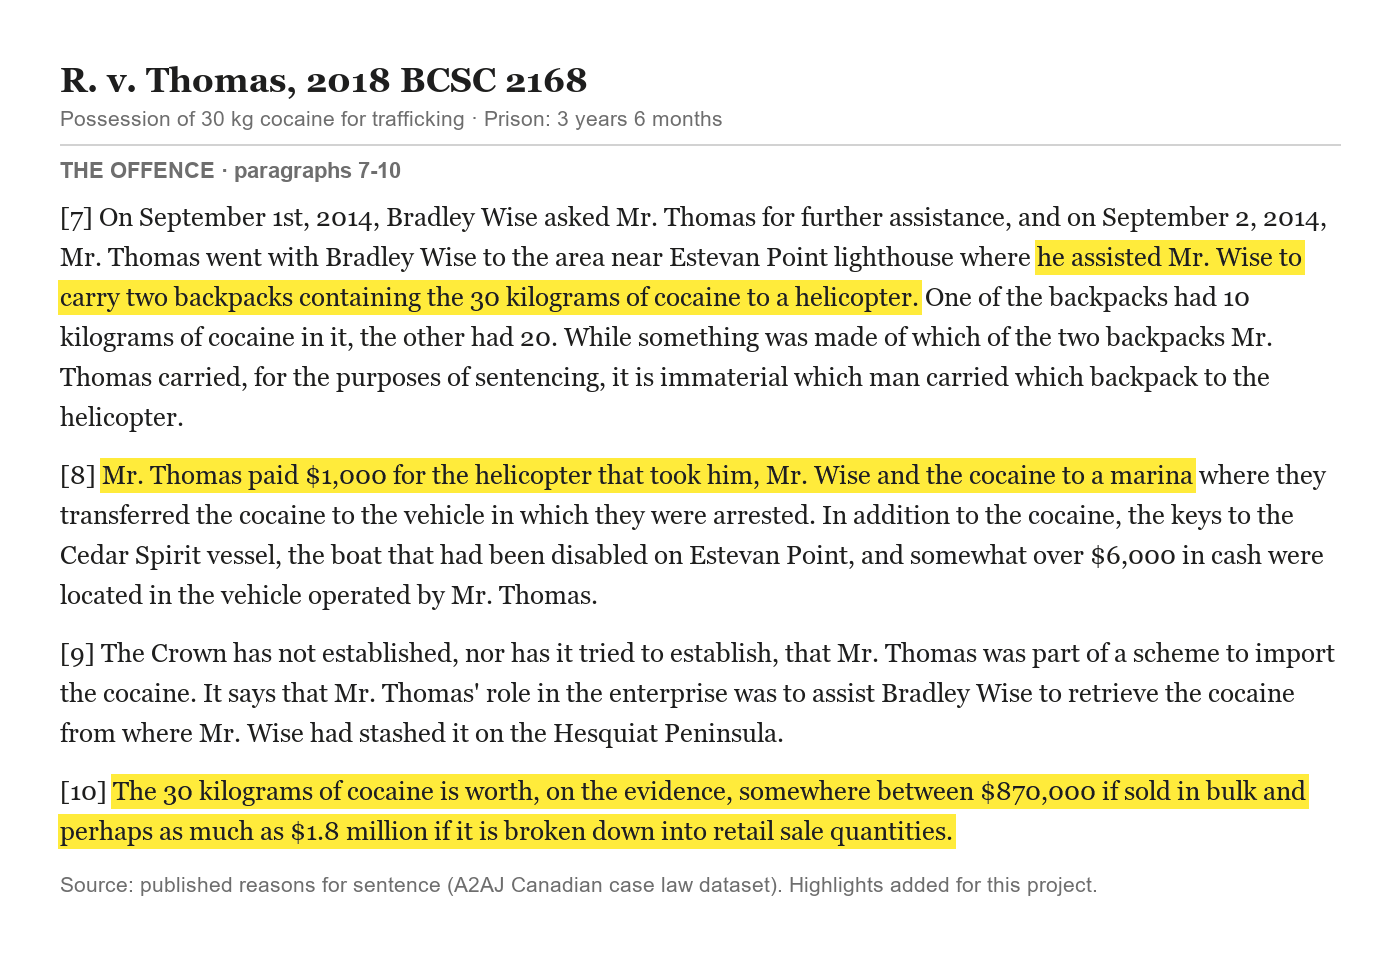 R. v. Thomas, 2018 BCSC 2168
Possession of 30 kg cocaine for trafficking · Prison: 3 years 6 months
THE OFFENCE · paragraphs 7-10
[7] On September 1st, 2014, Bradley Wise asked Mr. Thomas for further assistance, and on September 2, 2014,
Mr. Thomas went with Bradley Wise to the area near Estevan Point lighthouse where he assisted Mr. Wise to
carry two backpacks containing the 30 kilograms of cocaine to a helicopter. One of the backpacks had 10
kilograms of cocaine in it, the other had 20. While something was made of which of the two backpacks Mr.
Thomas carried, for the purposes of sentencing, it is immaterial which man carried which backpack to the
helicopter.
[8] Mr. Thomas paid $1,000 for the helicopter that took him, Mr. Wise and the cocaine to a marina where they
transferred the cocaine to the vehicle in which they were arrested. In addition to the cocaine, the keys to the
Cedar Spirit vessel, the boat that had been disabled on Estevan Point, and somewhat over $6,000 in cash were
located in the vehicle operated by Mr. Thomas.
[9] The Crown has not established, nor has it tried to establish, that Mr. Thomas was part of a scheme to import
the cocaine. It says that Mr. Thomas' role in the enterprise was to assist Bradley Wise to retrieve the cocaine
from where Mr. Wise had stashed it on the Hesquiat Peninsula.
[10] The 30 kilograms of cocaine is worth, on the evidence, somewhere between $870,000 if sold in bulk and
perhaps as much as $1.8 million if it is broken down into retail sale quantities.
Source: published reasons for sentence (A2AJ Canadian case law dataset). Highlights added for this project.